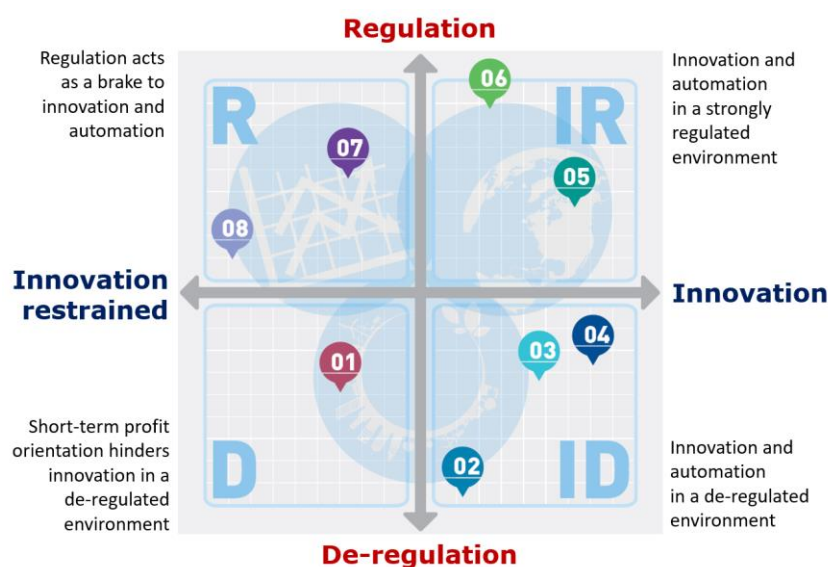 Regulation
Regulation acts
as a brake to
innovation and
automation
Innovation and
automation
in a strongly
regulated
environment
R
IR
06
07
05
08
Innovation
restrained
Innovation
01
03
04
02
Short-term profit
orientation hinders
innovation in a
de-regulated
environment
D
ID
Innovation and
automation
in a de-regulated
environment
De-regulation